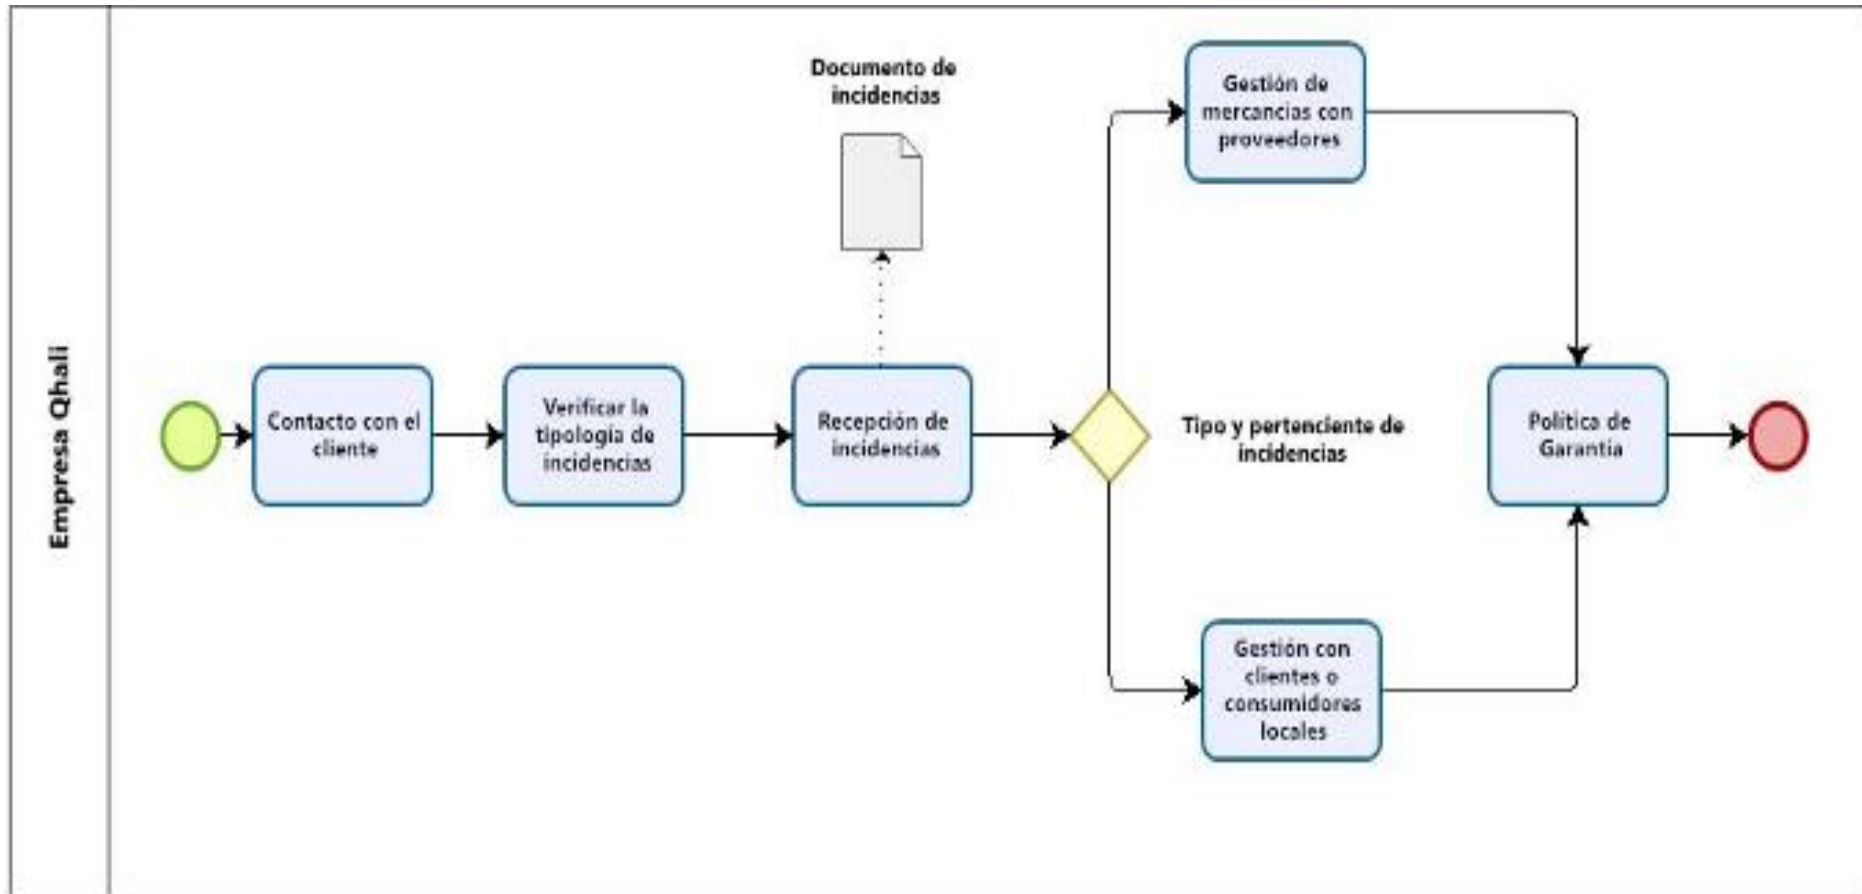 Empresa Qhali
Contacto con el
cliente
Verificar la
tipología de
incidencias
Documento de
incidencias
Recepción de
incidencias
Tipo y pertenciente de
incidencias
Gestión de
mercancias con
proveedores
Gestión con
clientes o
consumidores
locales
Política de
Garantía